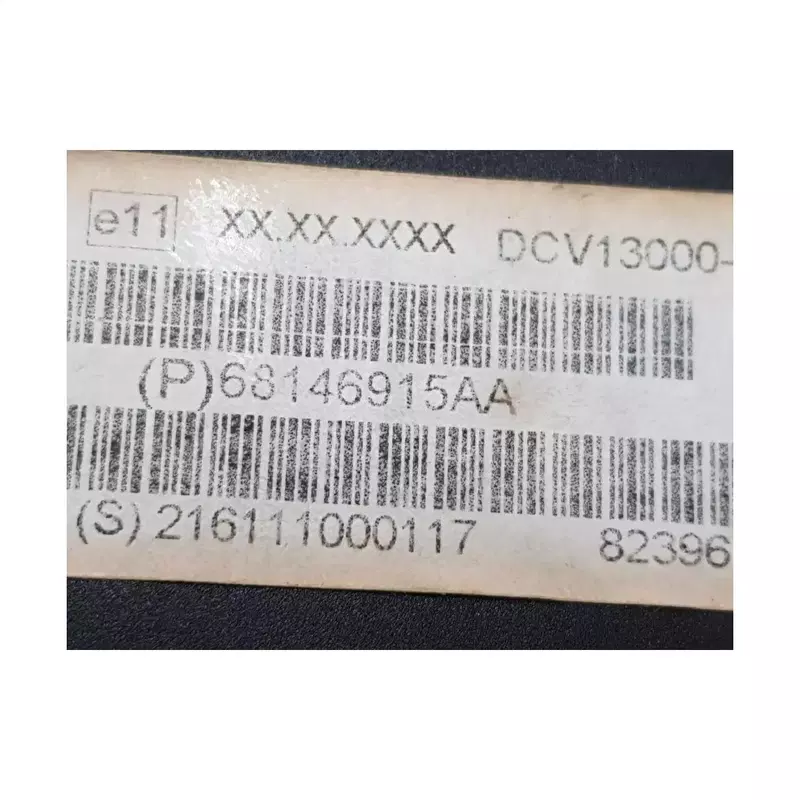 e11 XX.XX.XXXX DCV13000-
(P)68146915AA
(S)216111000117 82396